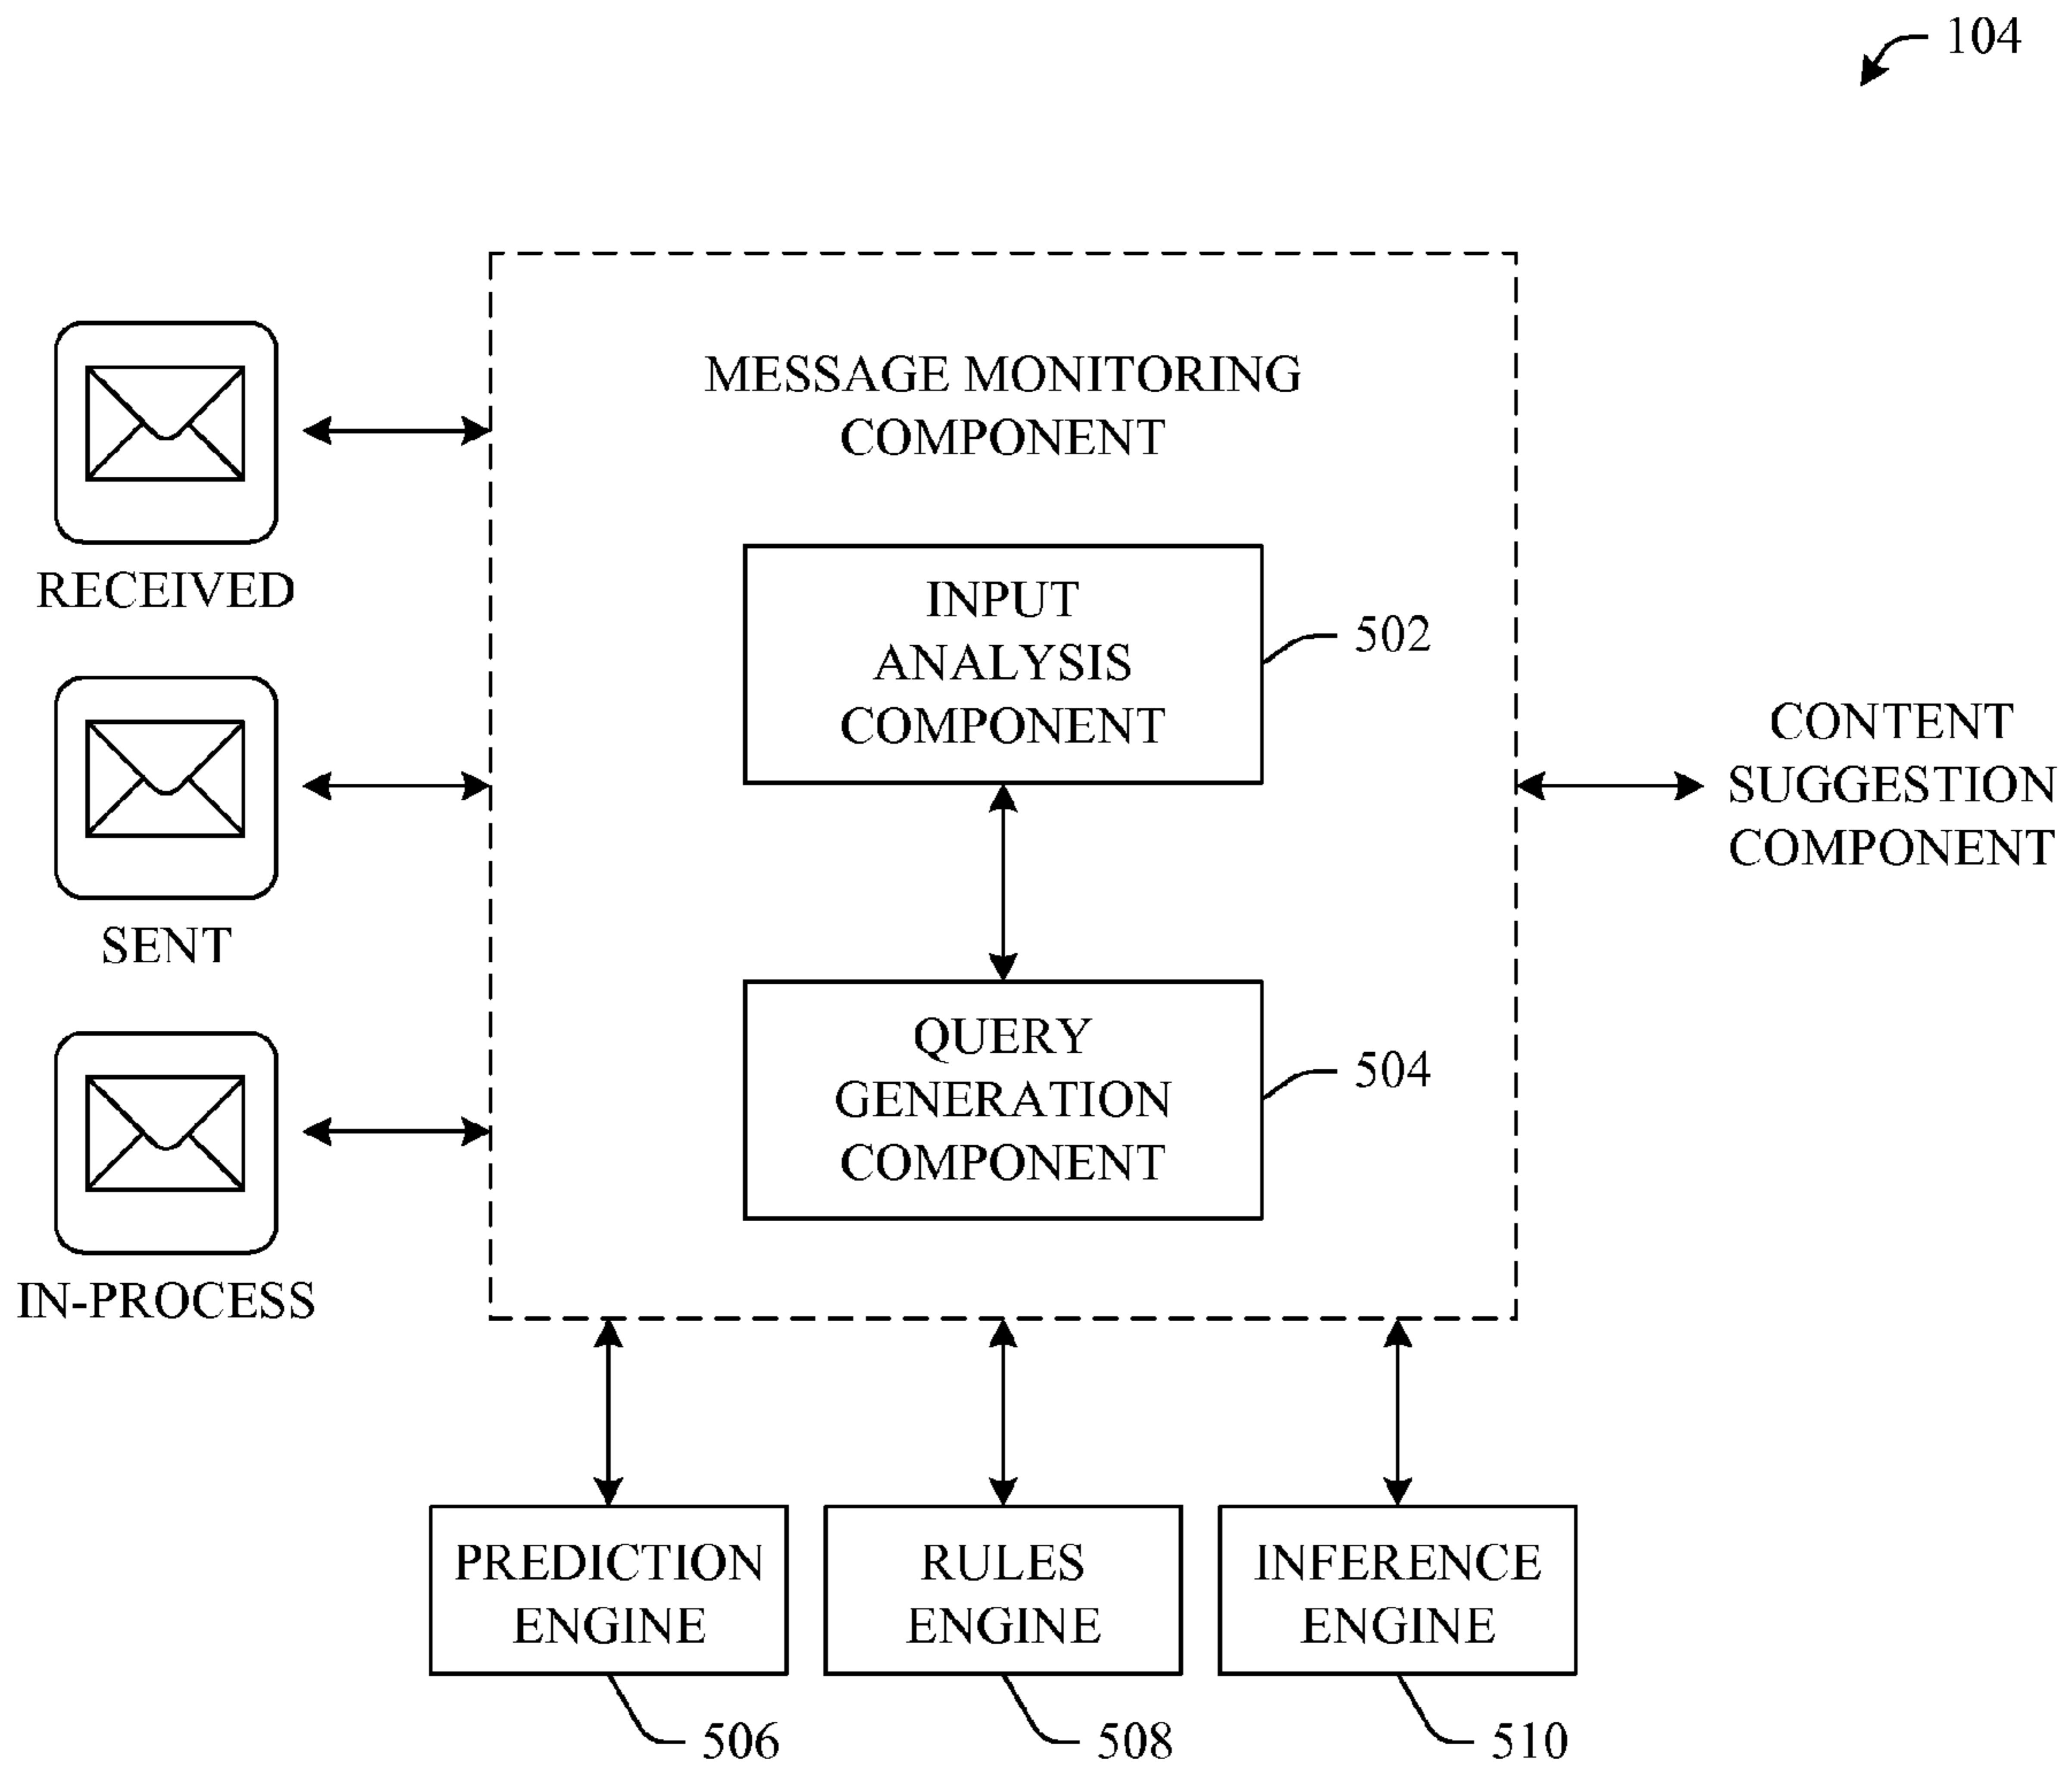 104
MESSAGE MONITORING
COMPONENT
RECEIVED
INPUT
ANALYSIS
COMPONENT
502
SENT
CONTENT
SUGGESTION
COMPONENT
QUERY
GENERATION
COMPONENT
504
IN-PROCESS
PREDICTION
ENGINE
RULES
ENGINE
INFERENCE
ENGINE
506
508
510